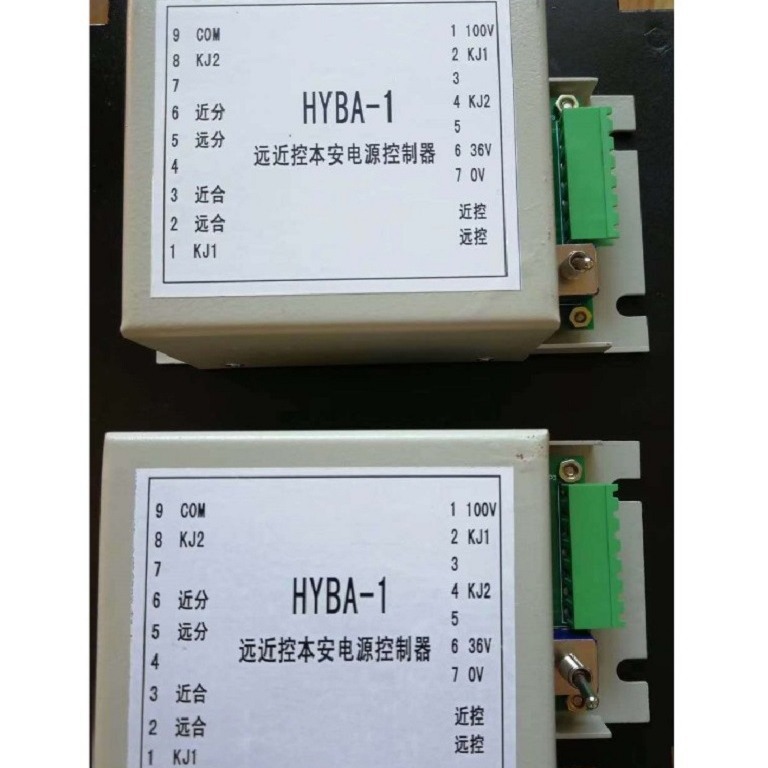 9 COM
8 KJ2
7
6 近分
5 远分
4
3 近合
2 远合
1 KJ1
HYBA-1
远近控本安电源控制器
1 100V
2 KJ1
3
4 KJ2
5
6 36V
7 0V
近控
远控
9 COM
8 KJ2
7
6 近分
5 远分
4
3 近合
2 远合
1 KJ1
HYBA-1
远近控本安电源控制器
1 100V
2 KJ1
3
4 KJ2
5
6 36V
7 0V
近控
远控